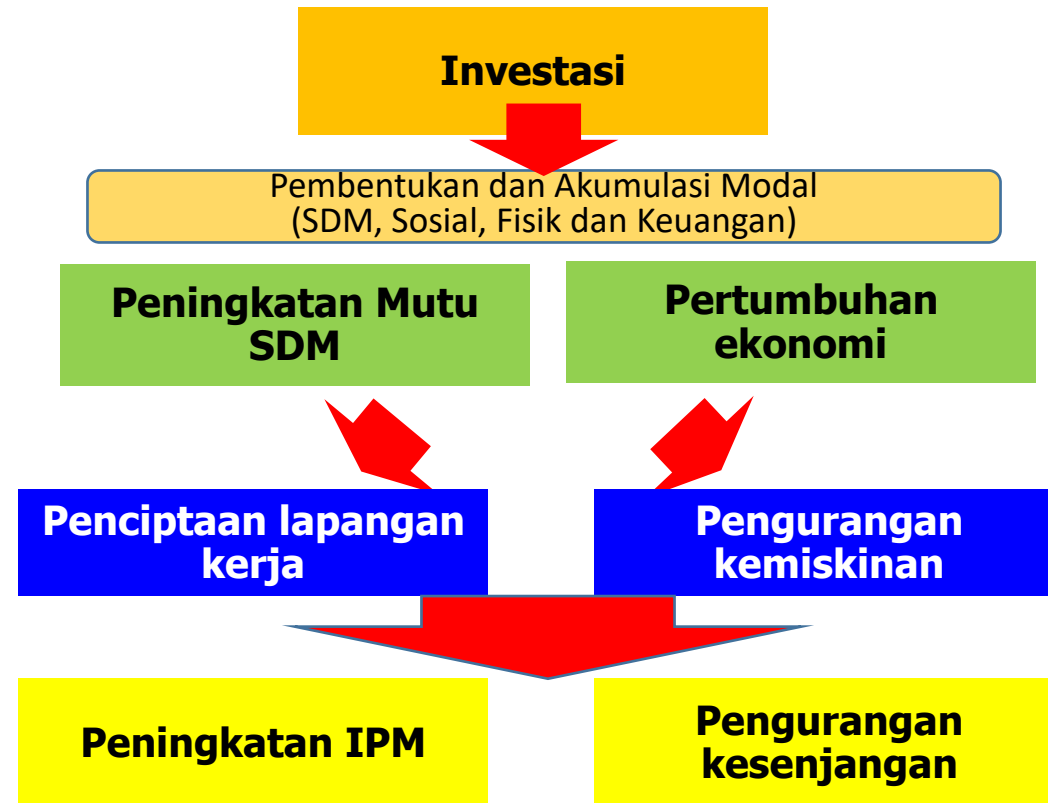 Investasi
Pembentukan dan Akumulasi Modal
(SDM, Sosial, Fisik dan Keuangan)
Peningkatan Mutu
SDM
Pertumbuhan
ekonomi
Penciptaan lapangan
kerja
Pengurangan
kemiskinan
Peningkatan IPM
Pengurangan
kesenjangan